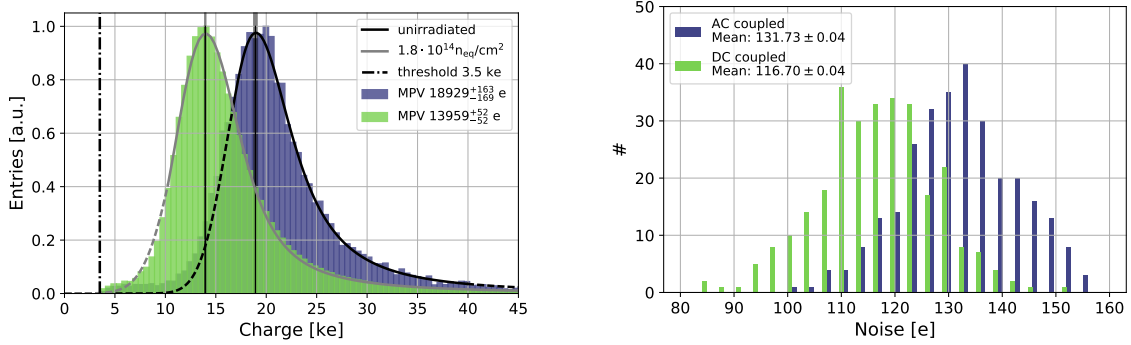 Entries [a.u.]
1.0
0.8
0.6
0.4
0.2
0.0
unirradiated
1.8 · 10¹⁴n_eq/cm²
threshold 3.5 ke
MPV 18929⁺¹⁶³₋₁₆₉ e
MPV 13959⁺⁵²₋₅₂ e
0 5 10 15 20 25 30 35 40 45
Charge [ke]
#
50
40
30
20
10
0
AC coupled
Mean: 131.73 ± 0.04
DC coupled
Mean: 116.70 ± 0.04
80 90 100 110 120 130 140 150 160
Noise [e]